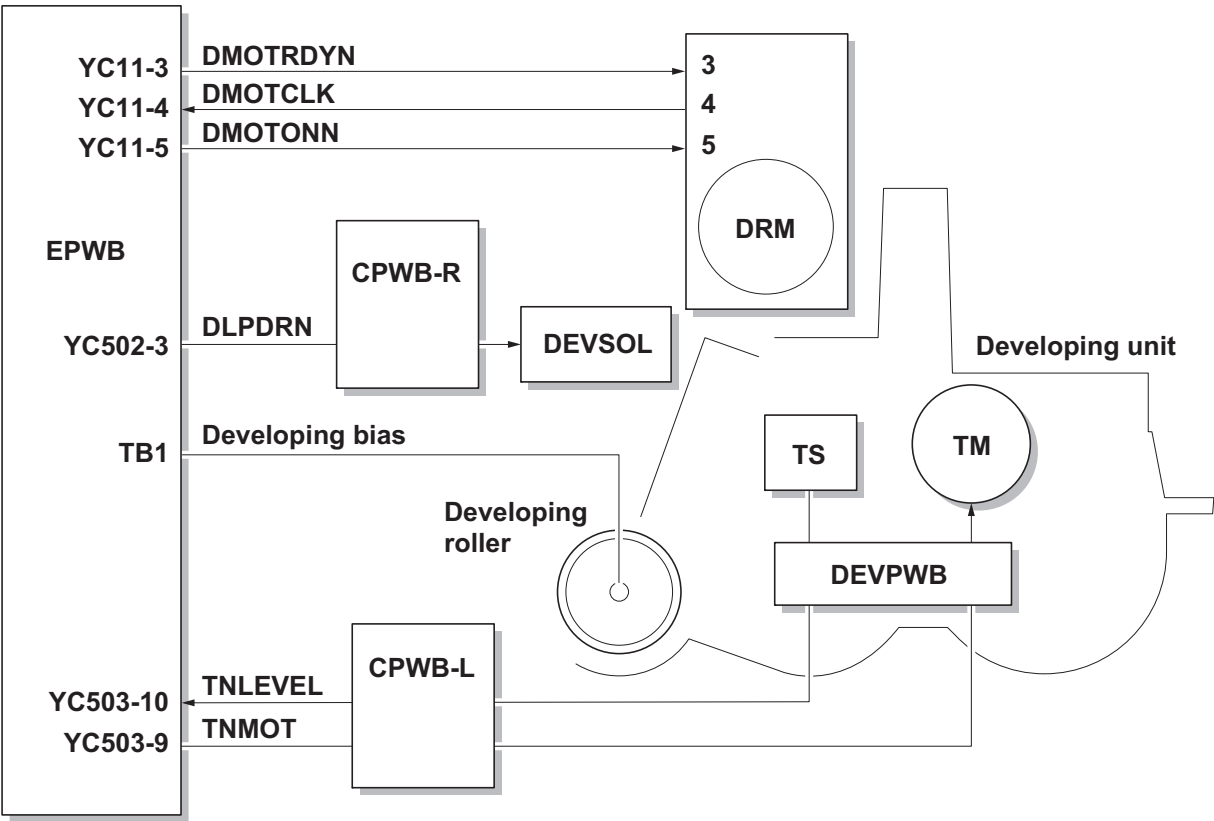 YC11-3 DMOTRDYN 3
YC11-4 DMOTCLK 4
YC11-5 DMOTONN 5
DRM
EPWB
CPWB-R
YC502-3 DLPDRN
DEVSOL
Developing unit
TB1 Developing bias
TS
TM
Developing
roller
DEVPWB
CPWB-L
YC503-10 TNLEVEL
YC503-9 TNMOT